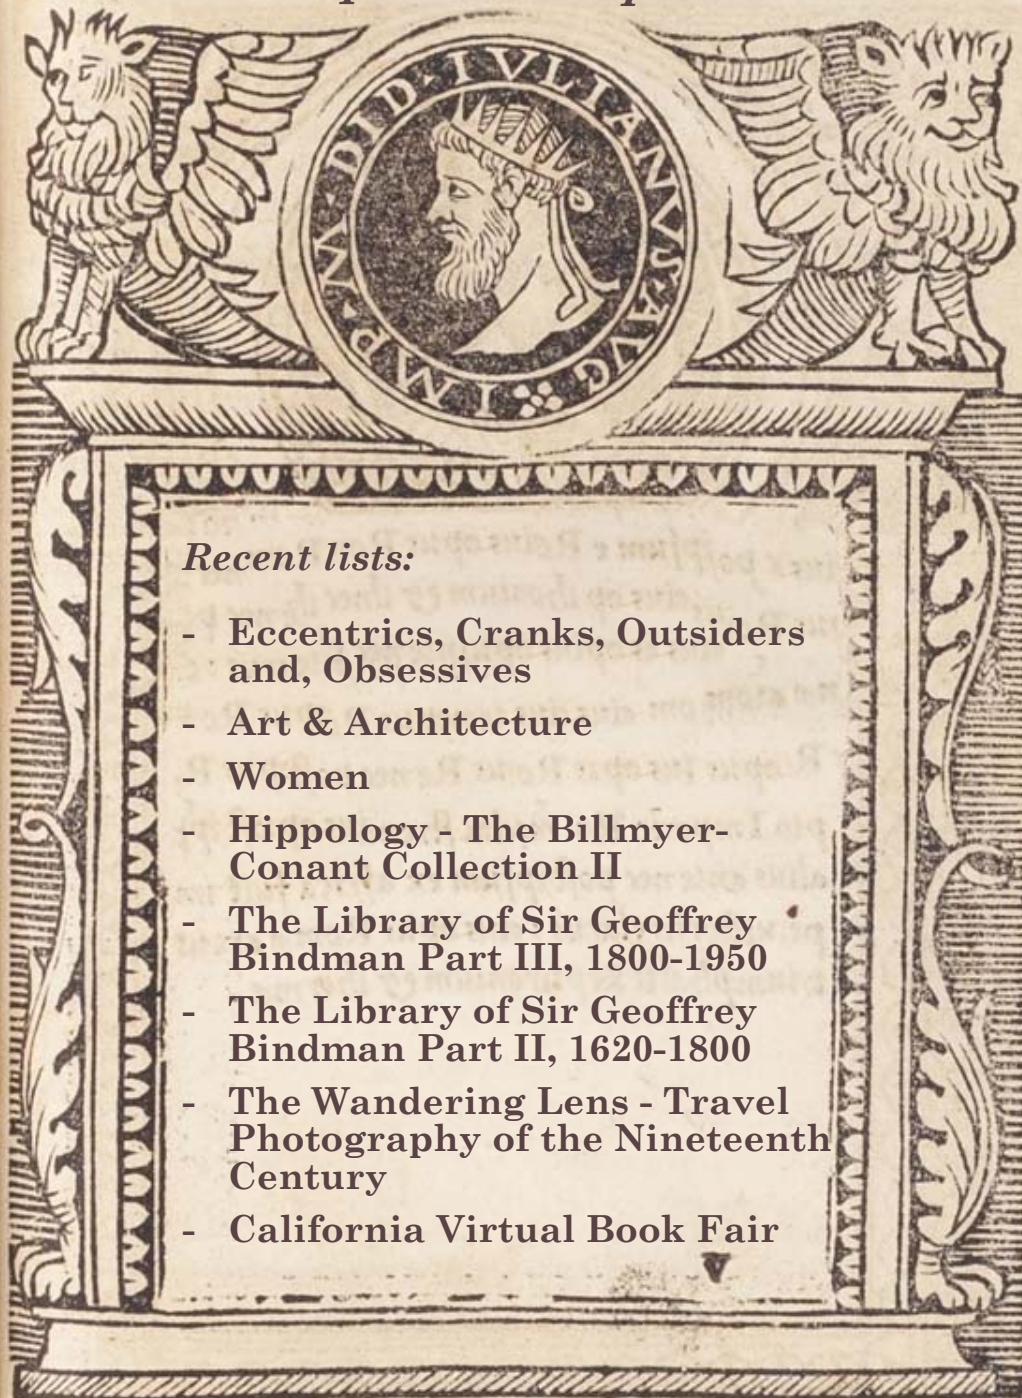 IMP · M · DID · IVLIANVS · AVG
Recent lists:
- Eccentrics, Cranks, Outsiders
and, Obsessives
- Art & Architecture
- Women
- Hippology - The Billmyer-
Conant Collection II
- The Library of Sir Geoffrey
Bindman Part III, 1800-1950
- The Library of Sir Geoffrey
Bindman Part II, 1620-1800
- The Wandering Lens - Travel
Photography of the Nineteenth
Century
- California Virtual Book Fair